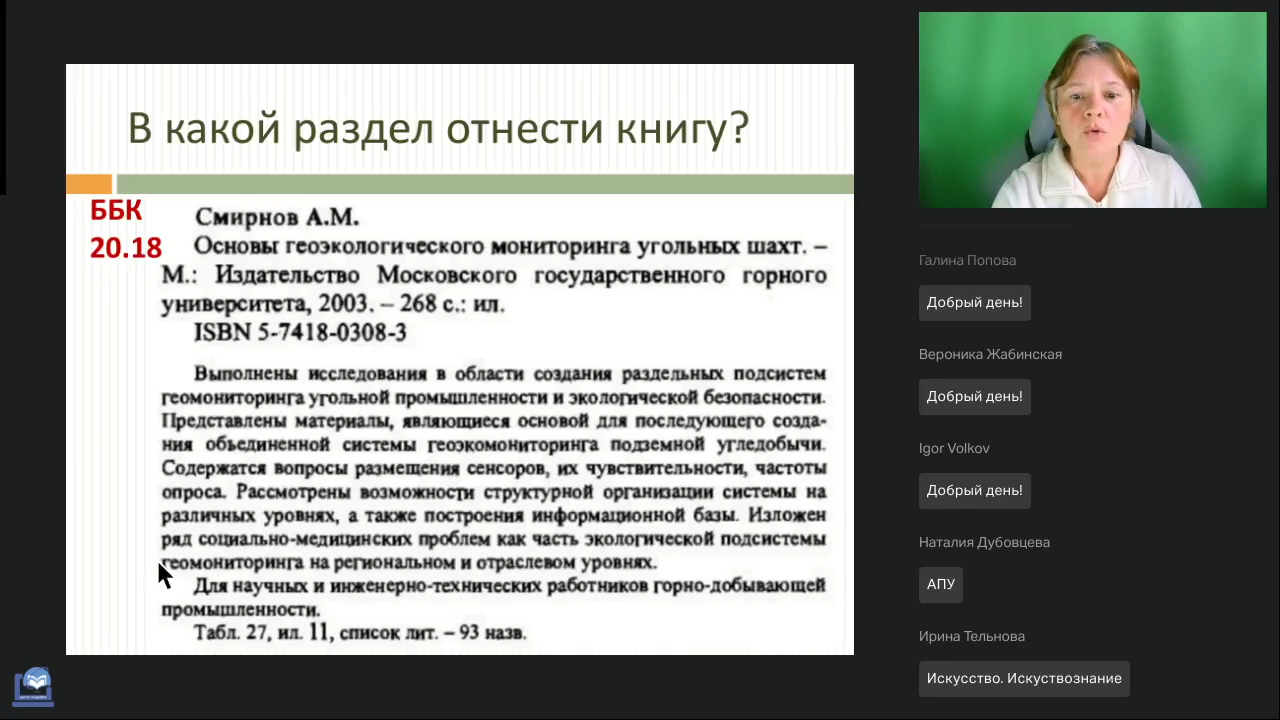 В какой раздел отнести книгу?
ББК
20.18
Смирнов А.М.
Основы геоэкологического мониторинга угольных шахт. –
М.: Издательство Московского государственного горного
университета, 2003. – 268 с.: ил.
ISBN 5-7418-0308-3
Выполнены исследования в области создания раздельных подсистем
геомониторинга угольной промышленности и экологической безопасности.
Представлены материалы, являющиеся основой для последующего созда-
ния объединенной системы геоэкомониторинга подземной угледобычи.
Содержатся вопросы размещения сенсоров, их чувствительности, частоты
опроса. Рассмотрены возможности структурной организации системы на
различных уровнях, а также построения информационной базы. Изложен
ряд социально-медицинских проблем как часть экологической подсистемы
геомониторинга на региональном и отраслевом уровнях.
Для научных и инженерно-технических работников горно-добывающей
промышленности.
Табл. 27, ил. 11, список лит. – 93 назв.
Галина Попова
Добрый день!
Вероника Жабинская
Добрый день!
Igor Volkov
Добрый день!
Наталия Дубовцева
АПУ
Ирина Тельнова
Искусство. Искуствознание